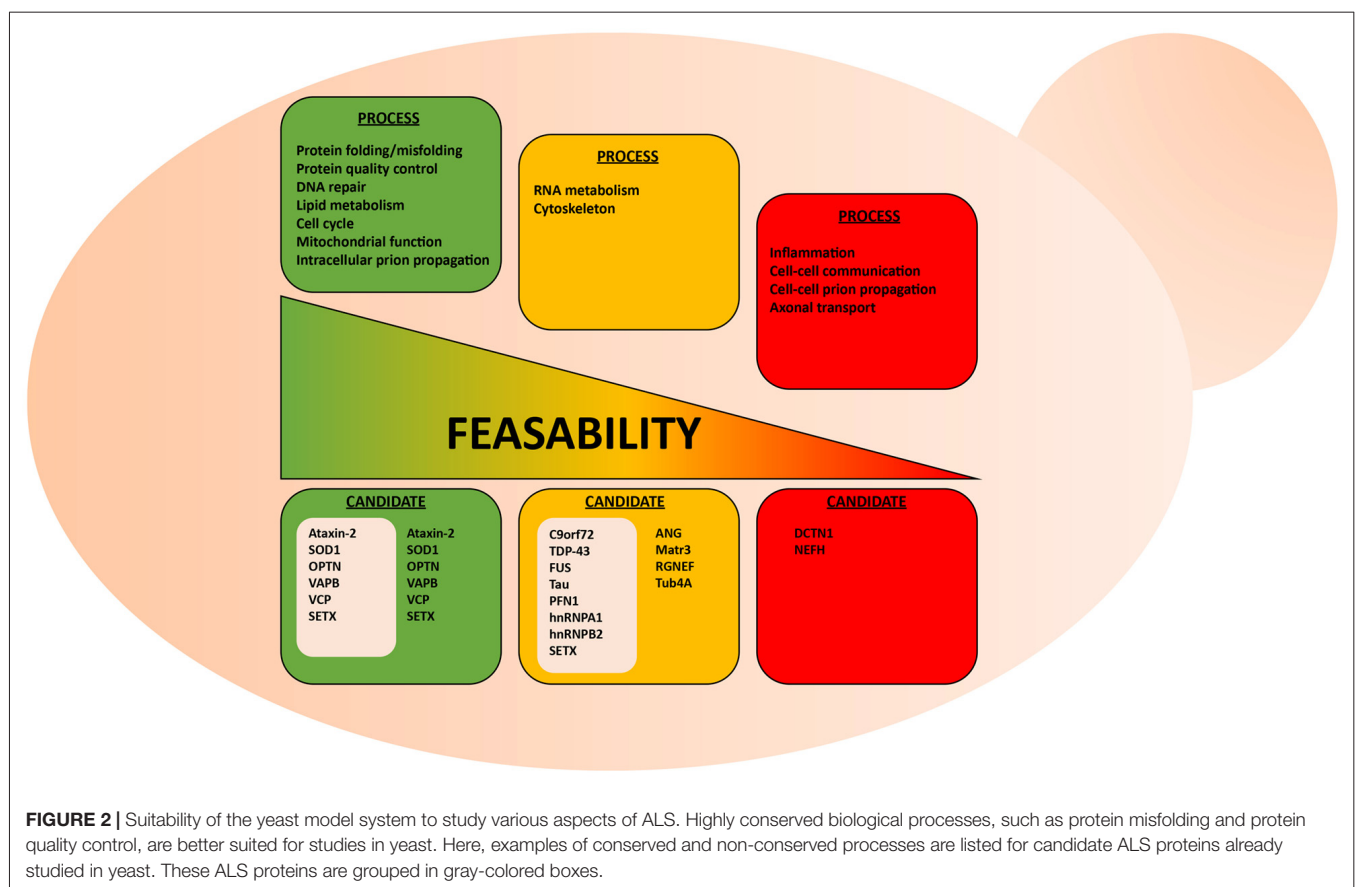 PROCESS
Protein folding/misfolding
Protein quality control
DNA repair
Lipid metabolism
Cell cycle
Mitochondrial function
Intracellular prion propagation
PROCESS
RNA metabolism
Cytoskeleton
PROCESS
Inflammation
Cell-cell communication
Cell-cell prion propagation
Axonal transport
FEASABILITY
CANDIDATE
Ataxin-2
SOD1
OPTN
VAPB
VCP
SETX
Ataxin-2
SOD1
OPTN
VAPB
VCP
SETX
CANDIDATE
C9orf72
TDP-43
FUS
Tau
PFN1
hnRNPA1
hnRNPB2
SETX
ANG
Matr3
RGNEF
Tub4A
CANDIDATE
DCTN1
NEFH
FIGURE 2 | Suitability of the yeast model system to study various aspects of ALS. Highly conserved biological processes, such as protein misfolding and protein
quality control, are better suited for studies in yeast. Here, examples of conserved and non-conserved processes are listed for candidate ALS proteins already
studied in yeast. These ALS proteins are grouped in gray-colored boxes.